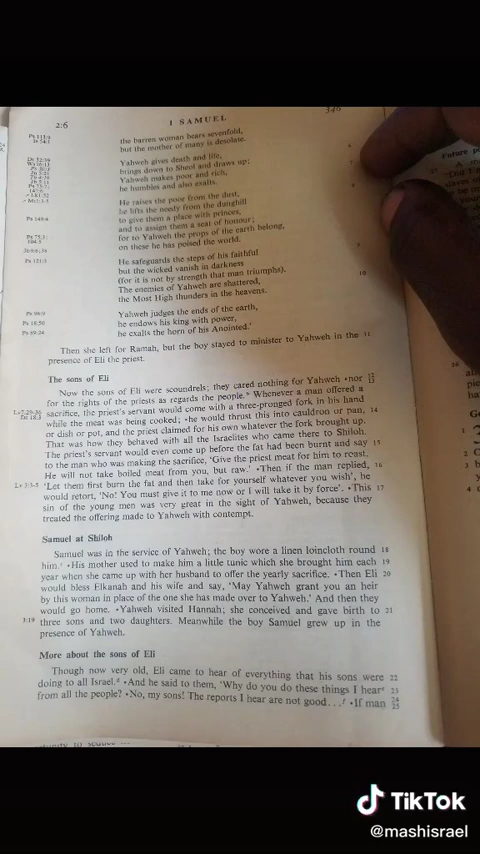 346
2:6
I SAMUEL
the barren woman bears sevenfold,
but the mother of many is desolate.
Yahweh gives death and life,
brings down to Sheol and draws up;
Yahweh makes poor and rich,
he humbles and also exalts.
He raises the poor from the dust,
he lifts the needy from the dunghill
to give them a place with princes,
and to assign them a seat of honour;
for to Yahweh the props of the earth belong,
on these he has poised the world.
He safeguards the steps of his faithful
but the wicked vanish in darkness
(for it is not by strength that man triumphs).
10
The enemies of Yahweh are shattered,
the Most High thunders in the heavens.
Yahweh judges the ends of the earth,
he endows his king with power,
he exalts the horn of his Anointed.'
Then she left for Ramah, but the boy stayed to minister to Yahweh in the 11
presence of Eli the priest.
The sons of Eli
Now the sons of Eli were scoundrels; they cared nothing for Yahweh •nor 12 13
for the rights of the priests as regards the people.ᵇ Whenever a man offered a
sacrifice, the priest's servant would come with a three-pronged fork in his hand
while the meat was being cooked; •he would thrust this into cauldron or pan, 14
or dish or pot, and the priest claimed for his own whatever the fork brought up.
That was how they behaved with all the Israelites who came there to Shiloh.
The priest's servant would even come up before the fat had been burnt and say 15
to the man who was making the sacrifice, 'Give the priest meat for him to roast.
He will not take boiled meat from you, but raw.' •Then if the man replied, 16
'Let them first burn the fat and then take for yourself whatever you wish', he
would retort, 'No! You must give it to me now or I will take it by force'. •This 17
sin of the young men was very great in the sight of Yahweh, because they
treated the offering made to Yahweh with contempt.
Samuel at Shiloh
Samuel was in the service of Yahweh; the boy wore a linen loincloth round 18
him.ᶜ •His mother used to make him a little tunic which she brought him each 19
year when she came up with her husband to offer the yearly sacrifice. •Then Eli 20
would bless Elkanah and his wife and say, 'May Yahweh grant you an heir
by this woman in place of the one she has made over to Yahweh.' And then they
would go home. •Yahweh visited Hannah; she conceived and gave birth to 21
3:19 three sons and two daughters. Meanwhile the boy Samuel grew up in the
presence of Yahweh.
More about the sons of Eli
Though now very old, Eli came to hear of everything that his sons were 22
doing to all Israel.ᵈ •And he said to them, 'Why do you do these things I hearᵉ 23
from all the people? •No, my sons! The reports I hear are not good...ᶠ •If man 24 25
TikTok
@mashisrael